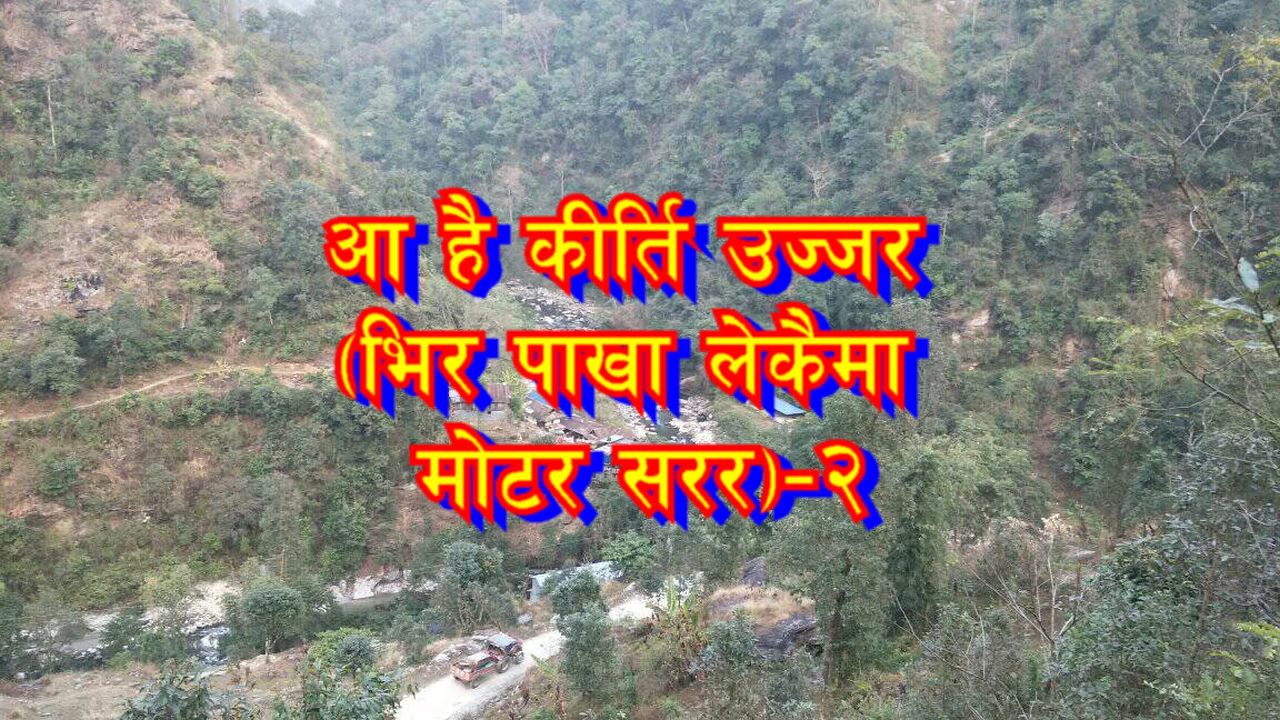 आ है कीर्ति उज्जर
(भिर पाखा लेकैमा
मोटर सरर)-२